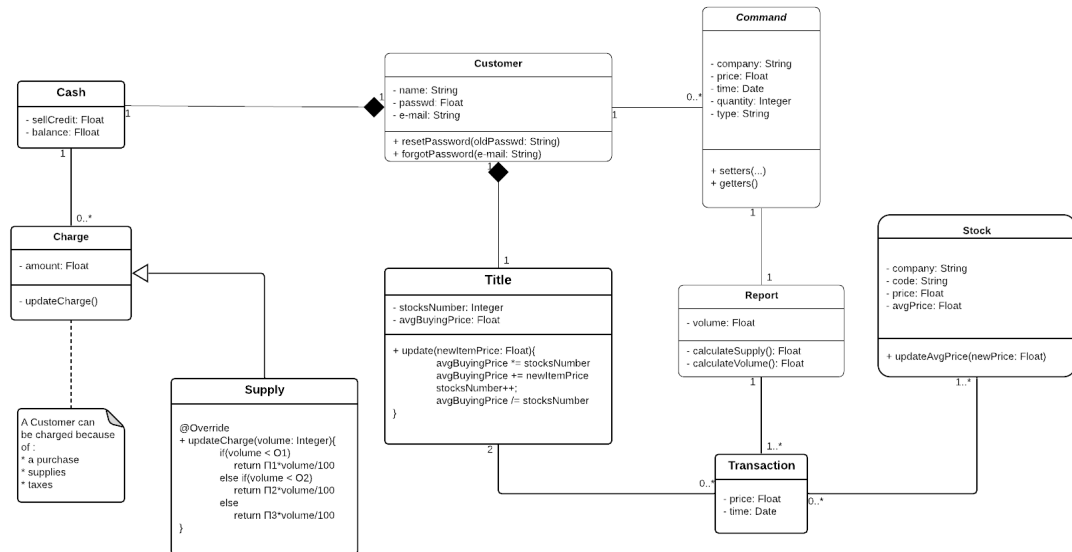 Command
- company: String
- price: Float
- time: Date
- quantity: Integer
- type: String
+ setters(...)
+ getters()
Customer
- name: String
- passwd: Float
- e-mail: String
+ resetPassword(oldPasswd: String)
+ forgotPassword(e-mail: String)
Cash
- sellCredit: Float
- balance: Float
1
1
1
0..*
1
0..*
1
1
1
1
1
Charge
- amount: Float
- updateCharge()
Title
- stocksNumber: Integer
- avgBuyingPrice: Float
+ update(newItemPrice: Float){
avgBuyingPrice *= stocksNumber
avgBuyingPrice += newItemPrice
stocksNumber++;
avgBuyingPrice /= stocksNumber
}
Report
- volume: Float
- calculateSupply(): Float
- calculateVolume(): Float
Stock
- company: String
- code: String
- price: Float
- avgPrice: Float
+ updateAvgPrice(newPrice: Float)
Supply
@Override
+ updateCharge(volume: Integer){
if(volume < O1)
return Π1*volume/100
else if(volume < O2)
return Π2*volume/100
else
return Π3*volume/100
}
A Customer can
be charged because
of :
* a purchase
* supplies
* taxes
1
1..*
2
1..*
0..*
0..*
Transaction
- price: Float
- time: Date